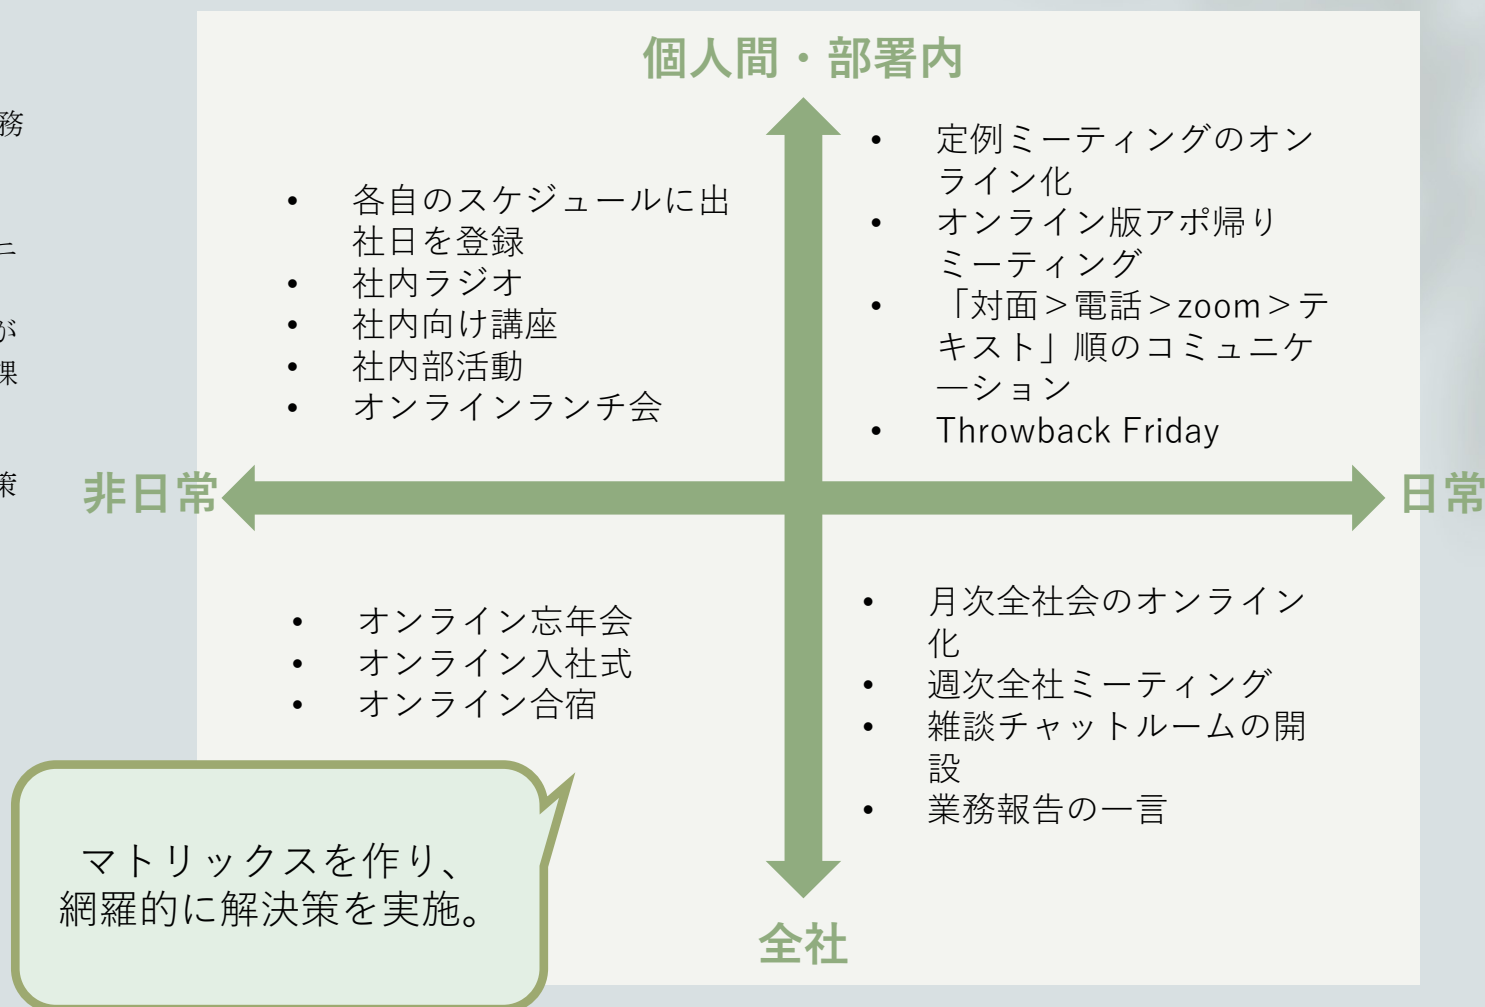 務
ニ
が
課
策
個人間・部署内
• 各自のスケジュールに出
社日を登録
• 社内ラジオ
• 社内向け講座
• 社内部活動
• オンラインランチ会
• 定例ミーティングのオン
ライン化
• オンライン版アポ帰り
ミーティング
• 「対面＞電話＞zoom＞テ
キスト」順のコミュニケ
―ション
• Throwback Friday
非日常
日常
• オンライン忘年会
• オンライン入社式
• オンライン合宿
• 月次全社会のオンライン
化
• 週次全社ミーティング
• 雑談チャットルームの開
設
• 業務報告の一言
マトリックスを作り、
網羅的に解決策を実施。
全社